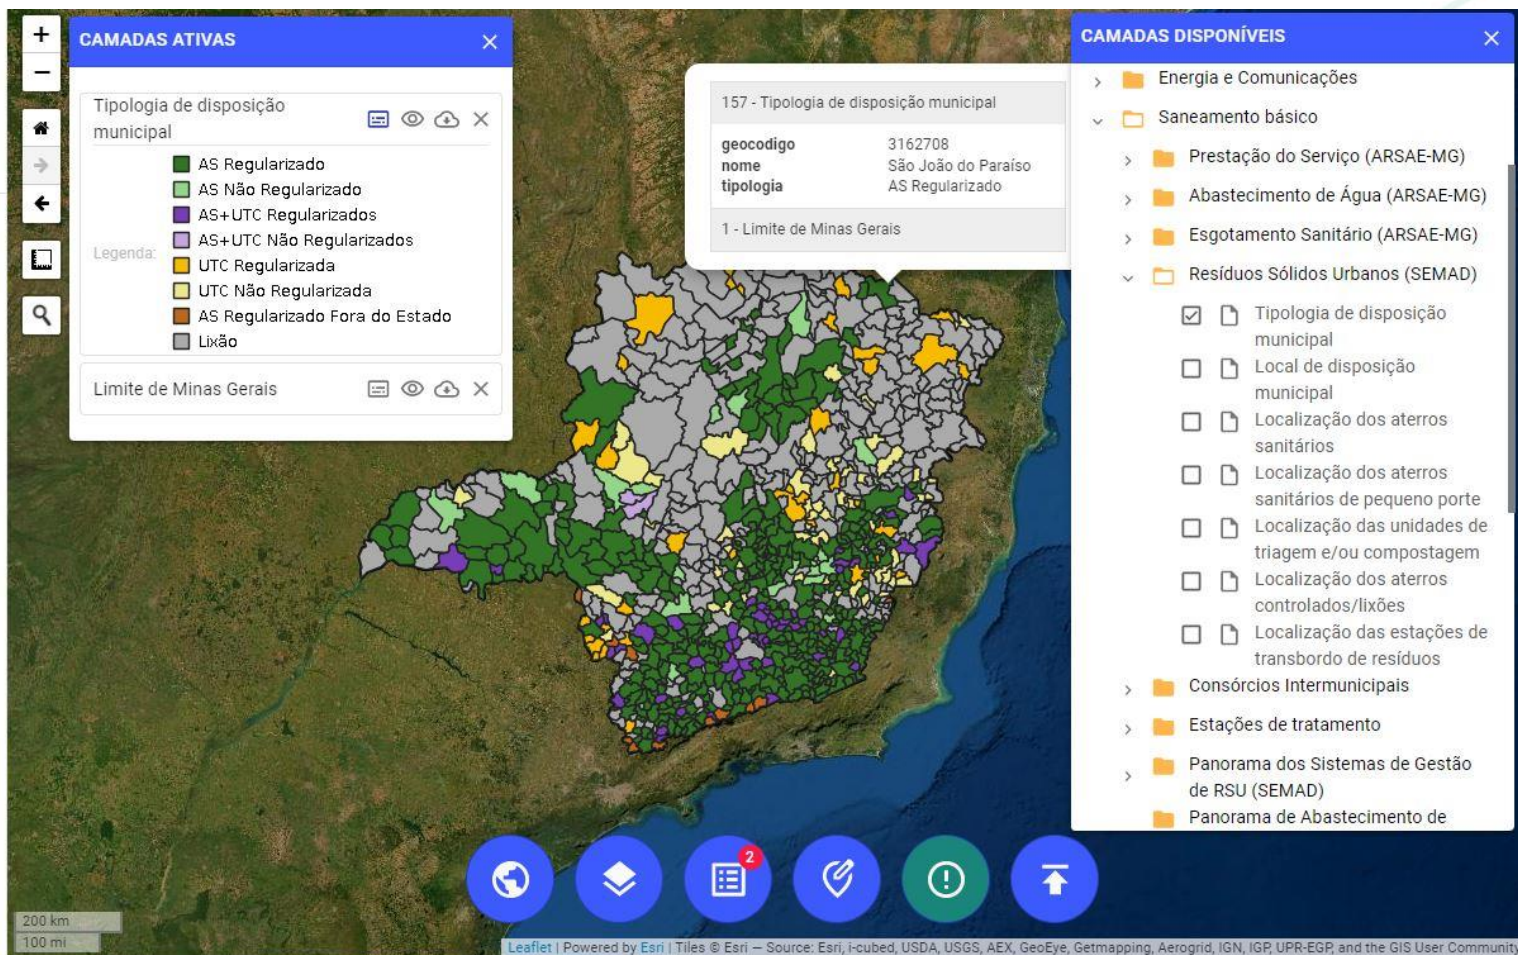 CAMADAS ATIVAS
Tipologia de disposição
municipal
Legenda:
AS Regularizado
AS Não Regularizado
AS+UTC Regularizados
AS+UTC Não Regularizados
UTC Regularizada
UTC Não Regularizada
AS Regularizado Fora do Estado
Lixão
Limite de Minas Gerais
157 - Tipologia de disposição municipal
geocodigo 3162708
nome São João do Paraíso
tipologia AS Regularizado
1 - Limite de Minas Gerais
CAMADAS DISPONÍVEIS
Energia e Comunicações
Saneamento básico
Prestação do Serviço (ARSAE-MG)
Abastecimento de Água (ARSAE-MG)
Esgotamento Sanitário (ARSAE-MG)
Resíduos Sólidos Urbanos (SEMAD)
Tipologia de disposição
municipal
Local de disposição
municipal
Localização dos aterros
sanitários
Localização dos aterros
sanitários de pequeno porte
Localização das unidades de
triagem e/ou compostagem
Localização dos aterros
controlados/lixões
Localização das estações de
transbordo de resíduos
Consórcios Intermunicipais
Estações de tratamento
Panorama dos Sistemas de Gestão
de RSU (SEMAD)
Panorama de Abastecimento de
2
200 km
100 mi
Leaflet | Powered by Esri | Tiles © Esri — Source: Esri, i-cubed, USDA, USGS, AEX, GeoEye, Getmapping, Aerogrid, IGN, IGP, UPR-EGP, and the GIS User Community